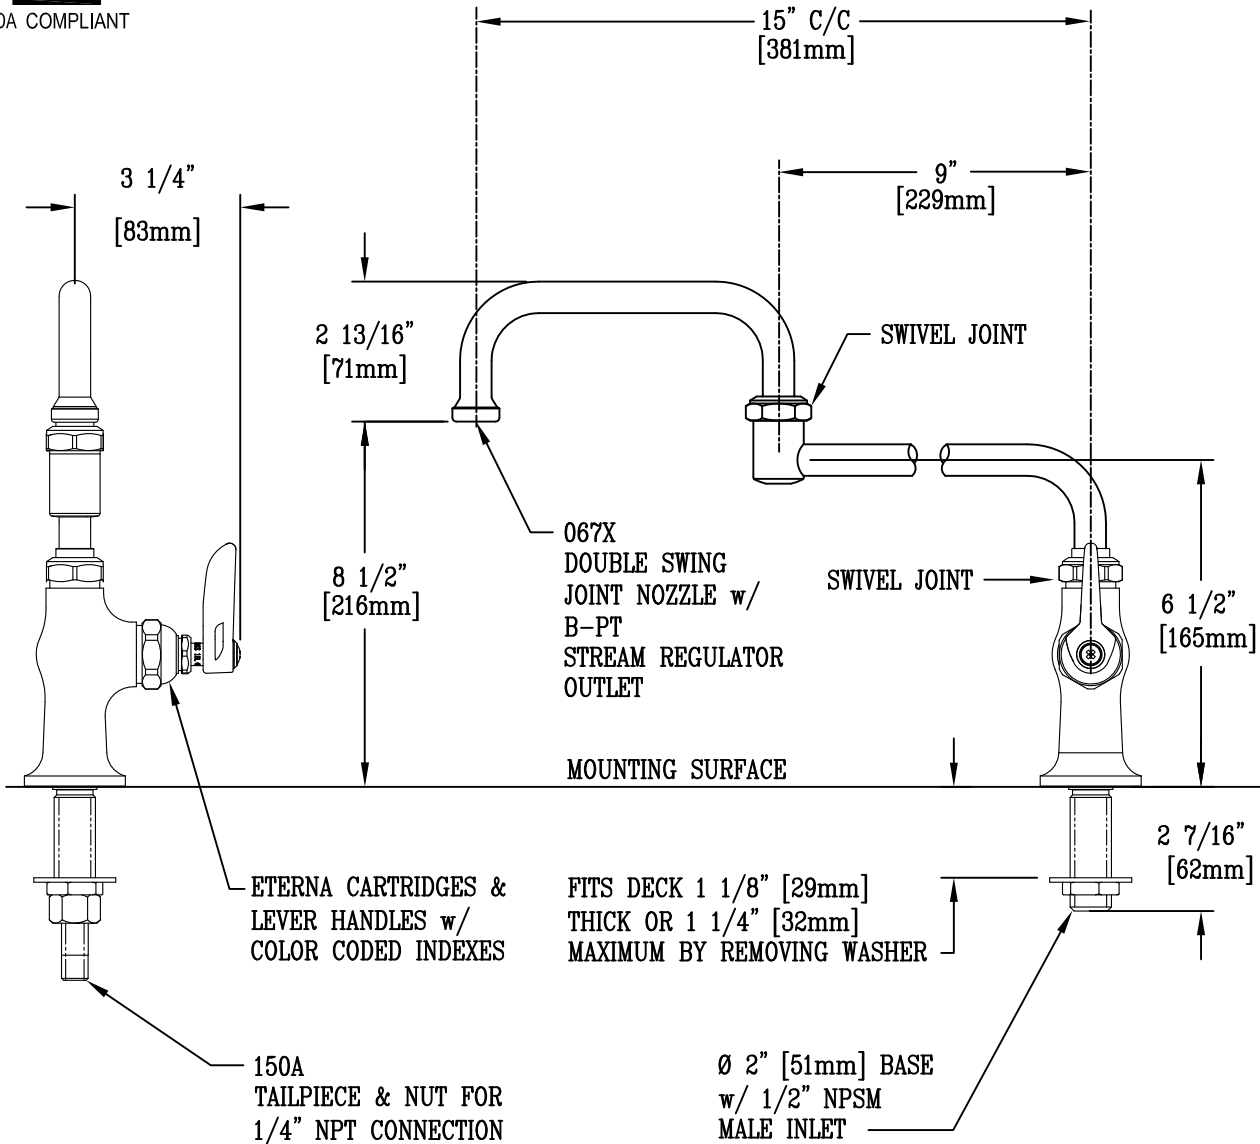 COMPLIANT
15" C/C
[381mm]
3 1/4"
[83mm]
9"
[229mm]
2 13/16"
[71mm]
SWIVEL JOINT
067X
DOUBLE SWING
JOINT NOZZLE w/
B-PT
STREAM REGULATOR
OUTLET
8 1/2"
[216mm]
SWIVEL JOINT
6 1/2"
[165mm]
MOUNTING SURFACE
2 7/16"
[62mm]
ETERNA CARTRIDGES &
LEVER HANDLES w/
COLOR CODED INDEXES
FITS DECK 1 1/8" [29mm]
THICK OR 1 1/4" [32mm]
MAXIMUM BY REMOVING WASHER
150A
TAILPIECE & NUT FOR
1/4" NPT CONNECTION
Ø 2" [51mm] BASE
w/ 1/2" NPSM
MALE INLET